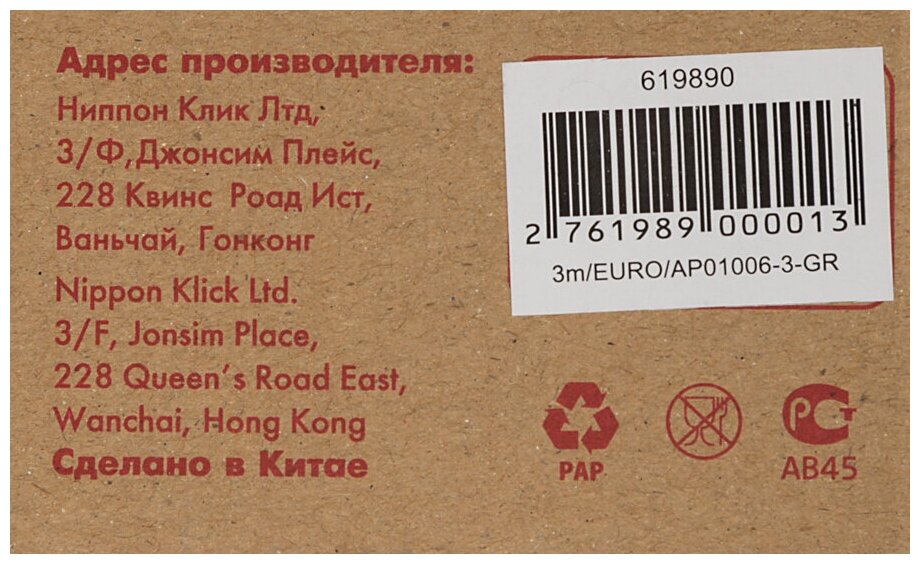 Адрес производителя:
Ниппон Клик Лтд,
3/Ф,Джонсим Плейс,
228 Квинс Роад Ист,
Ваньчай, Гонконг
Nippon Klick Ltd.
3/F, Jonsim Place,
228 Queen's Road East,
Wanchai, Hong Kong
Сделано в Китае
619890
2 761989 000013
3m/EURO/AP01006-3-GR
PAP
РСТ
АВ45